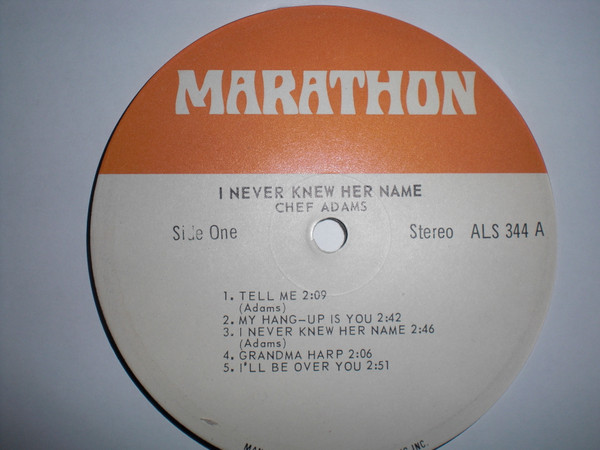 MARATHON
I NEVER KNEW HER NAME
CHEF ADAMS
Side One
Stereo ALS 344 A
1. TELL ME 2:09
(Adams)
2. MY HANG-UP IS YOU 2:42
3. I NEVER KNEW HER NAME 2:46
(Adams)
4. GRANDMA HARP 2:06
5. I'LL BE OVER YOU 2:51
INC.